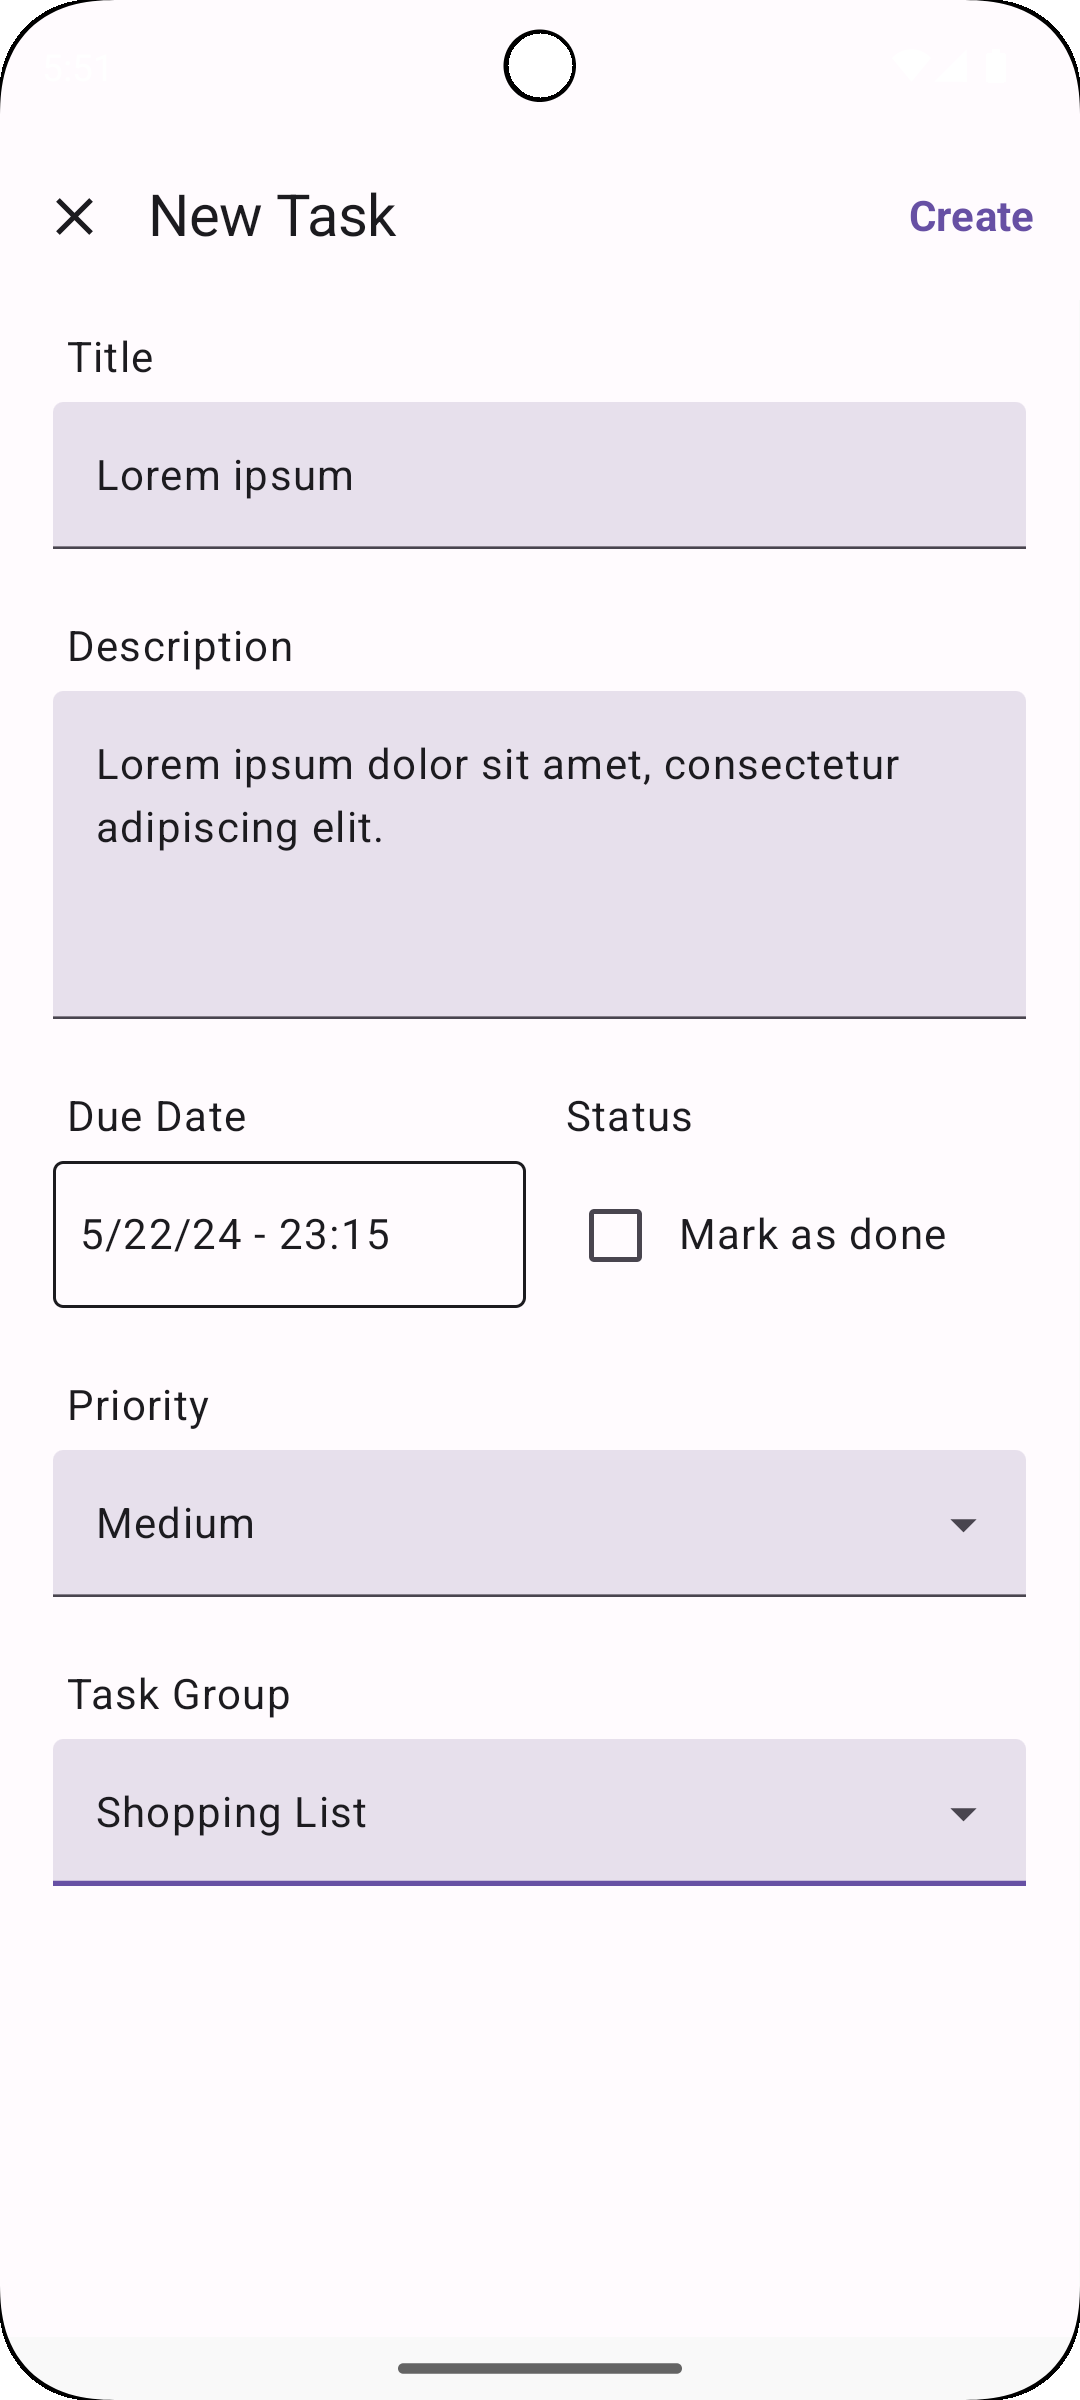 New Task
Create
Title
Lorem ipsum
Description
Lorem ipsum dolor sit amet, consectetur
adipiscing elit.
Due Date
Status
5/22/24 - 23:15
Mark as done
Priority
Medium
Task Group
Shopping List